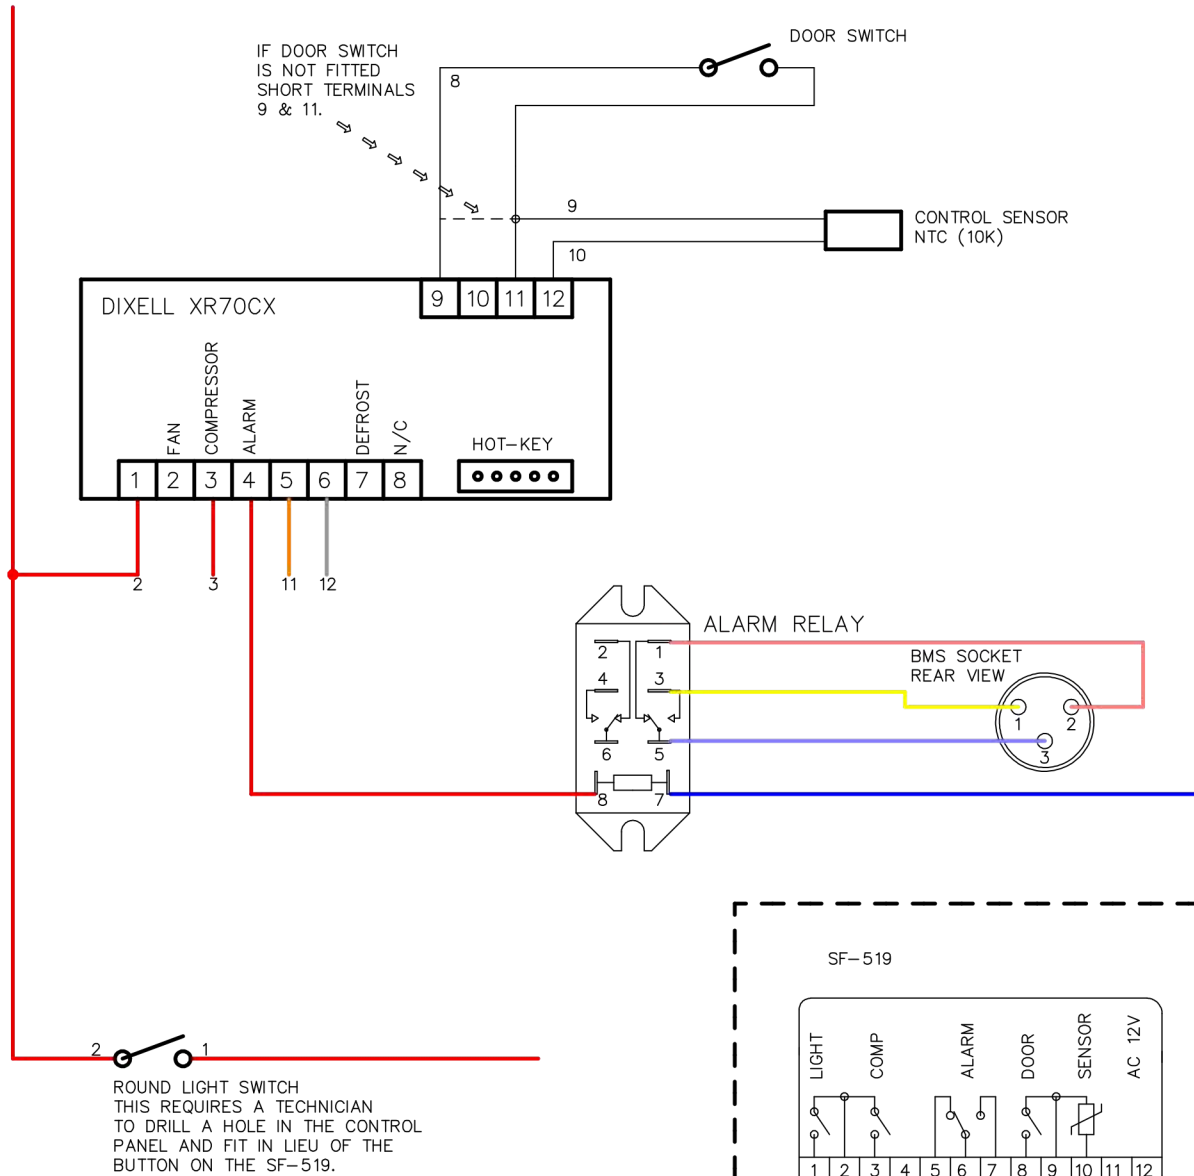 IF DOOR SWITCH
IS NOT FITTED
SHORT TERMINALS
9 & 11.
DOOR SWITCH
8
9
10
CONTROL SENSOR
NTC (10K)
DIXELL XR70CX
9 10 11 12
FAN
COMPRESSOR
ALARM
DEFROST
N/C
HOT-KEY
1 2 3 4 5 6 7 8
2 3 11 12
ALARM RELAY
2 1
4 3
6 5
8 7
BMS SOCKET
REAR VIEW
1 2
3
SF-519
LIGHT
COMP
ALARM
DOOR
SENSOR
AC 12V
1 2 3 4 5 6 7 8 9 10 11 12
2 1
ROUND LIGHT SWITCH
THIS REQUIRES A TECHNICIAN
TO DRILL A HOLE IN THE CONTROL
PANEL AND FIT IN LIEU OF THE
BUTTON ON THE SF-519.